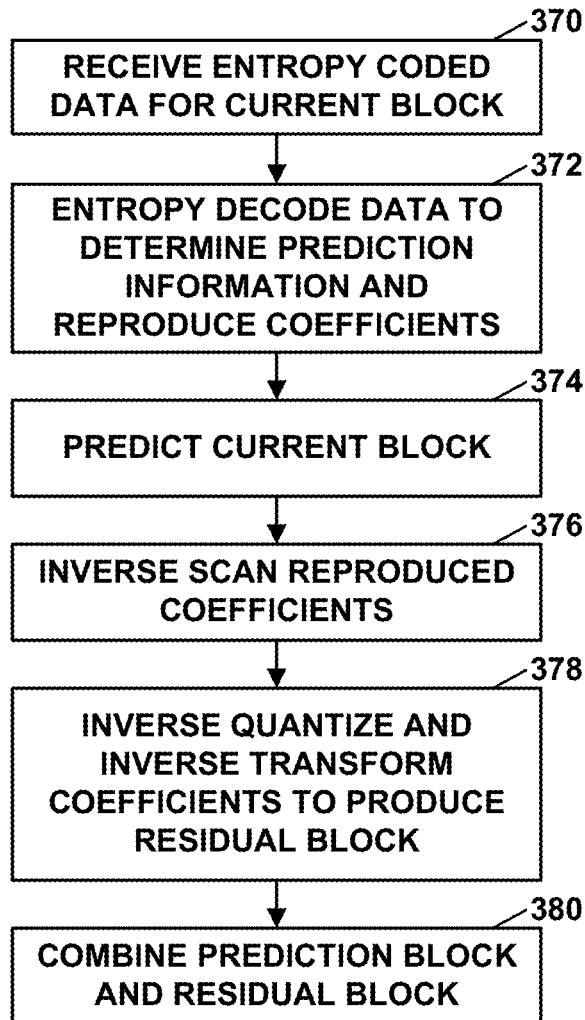 370
RECEIVE ENTROPY CODED
DATA FOR CURRENT BLOCK
372
ENTROPY DECODE DATA TO
DETERMINE PREDICTION
INFORMATION AND
REPRODUCE COEFFICIENTS
374
PREDICT CURRENT BLOCK
376
INVERSE SCAN REPRODUCED
COEFFICIENTS
378
INVERSE QUANTIZE AND
INVERSE TRANSFORM
COEFFICIENTS TO PRODUCE
RESIDUAL BLOCK
380
COMBINE PREDICTION BLOCK
AND RESIDUAL BLOCK